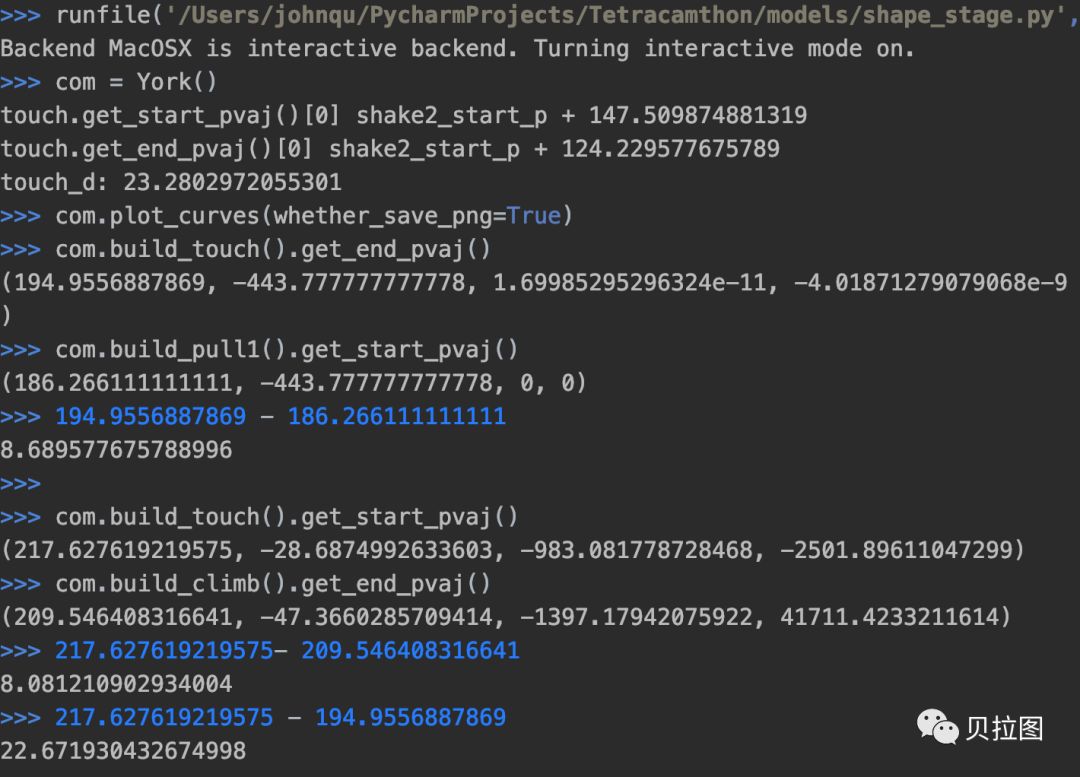 >>> runfile('/Users/johnqu/PycharmProjects/Tetracamthon/models/shape_stage.py',
Backend MacOSX is interactive backend. Turning interactive mode on.
>>> com = York()
touch.get_start_pvaj()[0] shake2_start_p + 147.509874881319
touch.get_end_pvaj()[0] shake2_start_p + 124.229577675789
touch_d: 23.2802972055301
>>> com.plot_curves(whether_save_png=True)
>>> com.build_touch().get_end_pvaj()
(194.9556887869, -443.777777777778, 1.69985295296324e-11, -4.01871279079068e-9
)
>>> com.build_pull1().get_start_pvaj()
(186.266111111111, -443.777777777778, 0, 0)
>>> 194.9556887869 - 186.266111111111
8.689577675788996
>>>
>>> com.build_touch().get_start_pvaj()
(217.627619219575, -28.6874992633603, -983.081778728468, -2501.89611047299)
>>> com.build_climb().get_end_pvaj()
(209.546408316641, -47.3660285709414, -1397.17942075922, 41711.4233211614)
>>> 217.627619219575- 209.546408316641
8.081210902934004
>>> 217.627619219575 - 194.9556887869
22.671930432674998
贝拉图